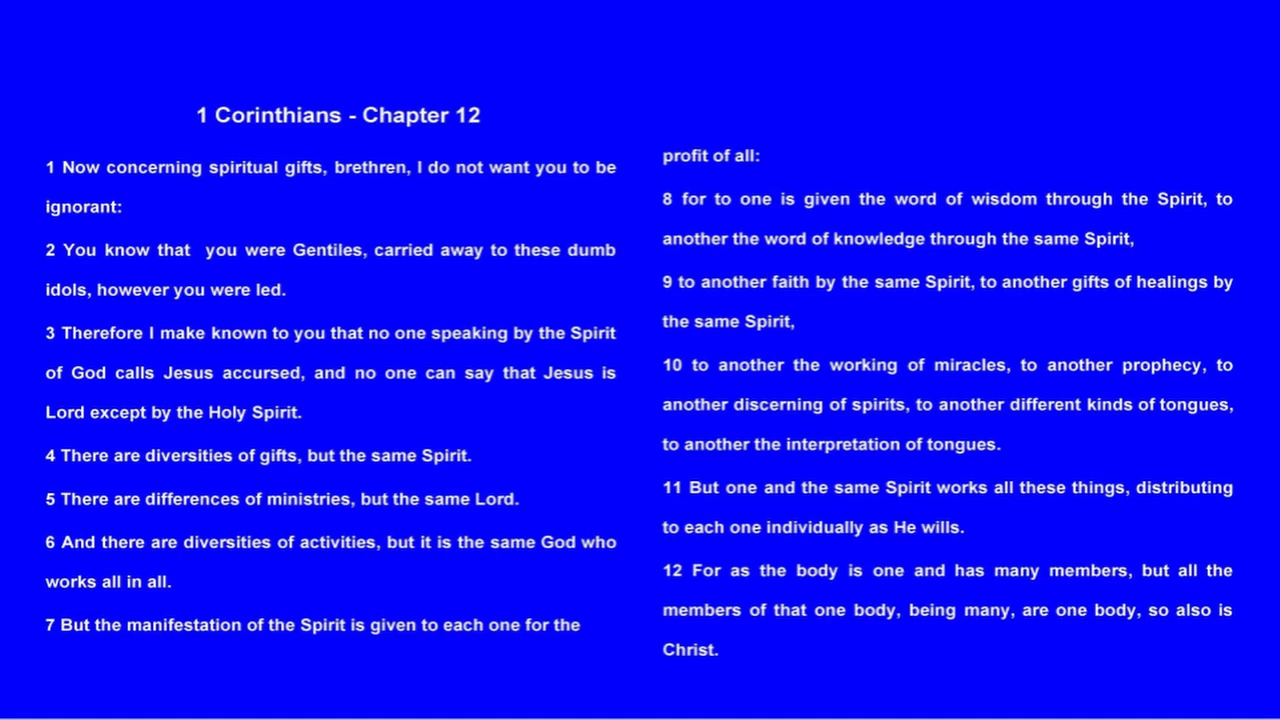 1 Corinthians - Chapter 12
1 Now concerning spiritual gifts, brethren, I do not want you to be
ignorant:
2 You know that you were Gentiles, carried away to these dumb
idols, however you were led.
3 Therefore I make known to you that no one speaking by the Spirit
of God calls Jesus accursed, and no one can say that Jesus is
Lord except by the Holy Spirit.
4 There are diversities of gifts, but the same Spirit.
5 There are differences of ministries, but the same Lord.
6 And there are diversities of activities, but it is the same God who
works all in all.
7 But the manifestation of the Spirit is given to each one for the
profit of all:
8 for to one is given the word of wisdom through the Spirit, to
another the word of knowledge through the same Spirit,
9 to another faith by the same Spirit, to another gifts of healings by
the same Spirit,
10 to another the working of miracles, to another prophecy, to
another discerning of spirits, to another different kinds of tongues,
to another the interpretation of tongues.
11 But one and the same Spirit works all these things, distributing
to each one individually as He wills.
12 For as the body is one and has many members, but all the
members of that one body, being many, are one body, so also is
Christ.